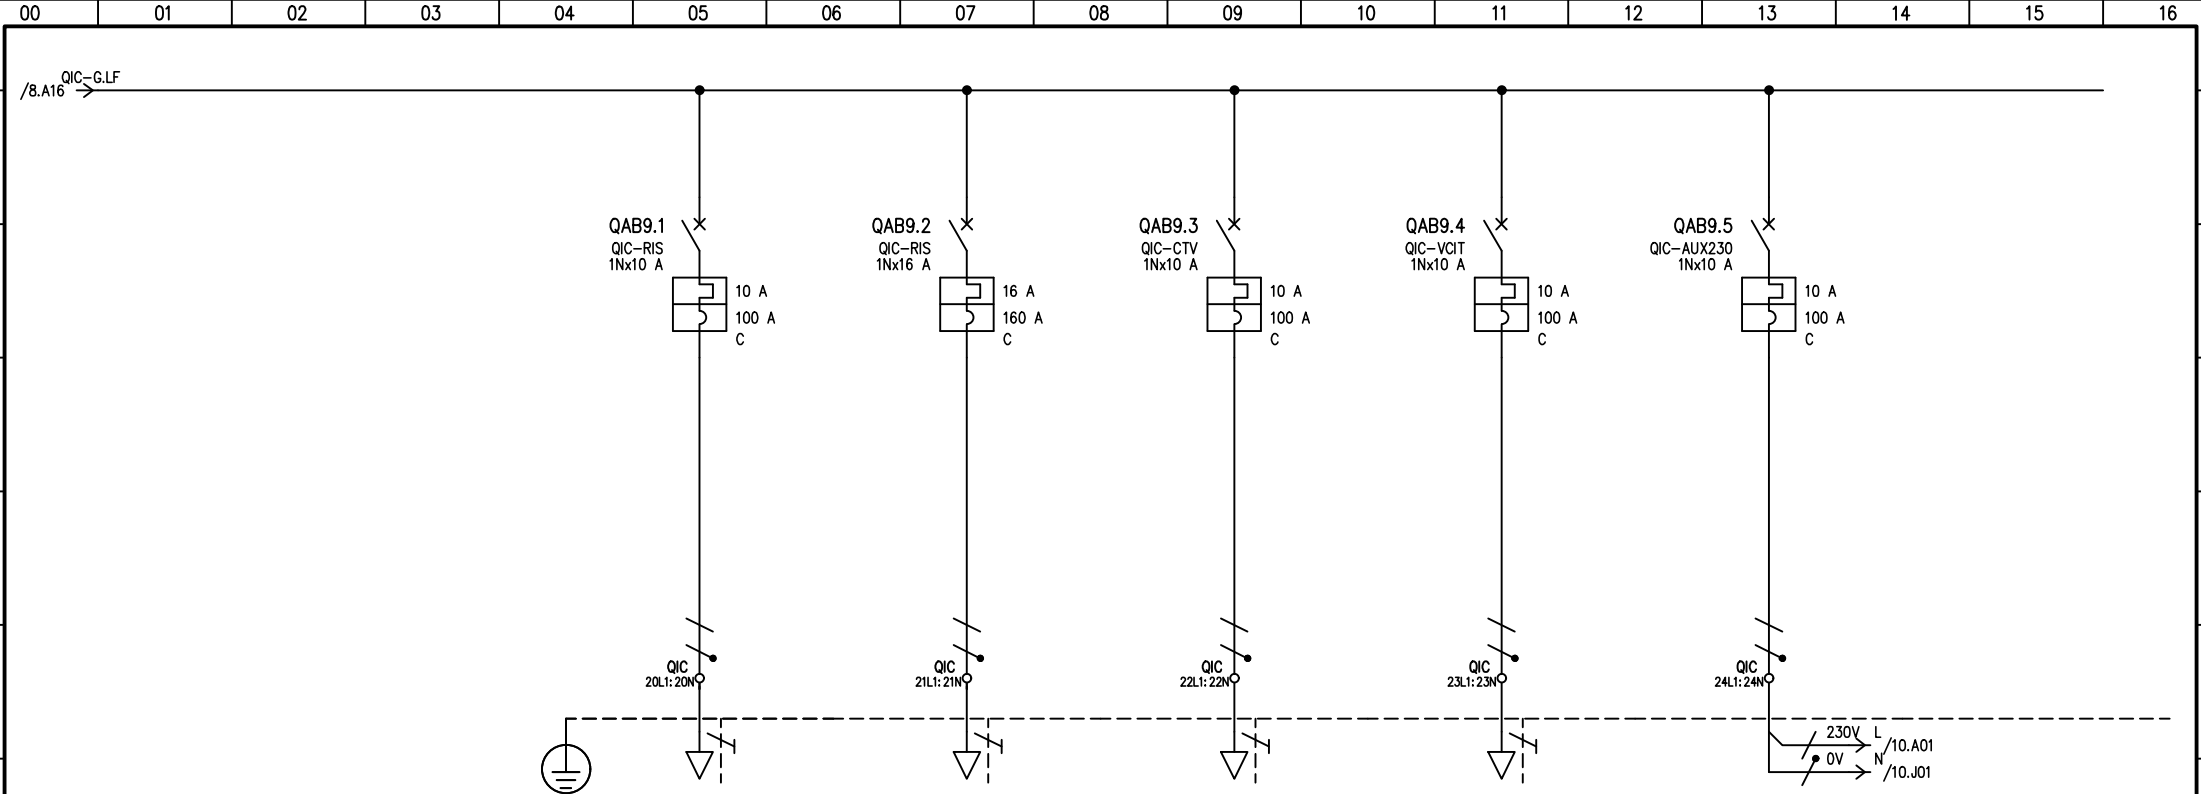 00 01 02 03 04 05 06 07 08 09 10 11 12 13 14 15 16
QIC-G.LF
/8.A16
QAB9.1 QAB9.2 QAB9.3 QAB9.4 QAB9.5
QIC-RIS QIC-RIS QIC-CTV QIC-VCIT QIC-AUX230
1Nx10 A 1Nx16 A 1Nx10 A 1Nx10 A 1Nx10 A
10 A 16 A 10 A 10 A 10 A
100 A 160 A 100 A 100 A 100 A
C C C C C
QIC QIC QIC QIC QIC
20L1:20N 21L1:21N 22L1:22N 23L1:23N 24L1:24N
230V L /10.A01
0V N /10.J01